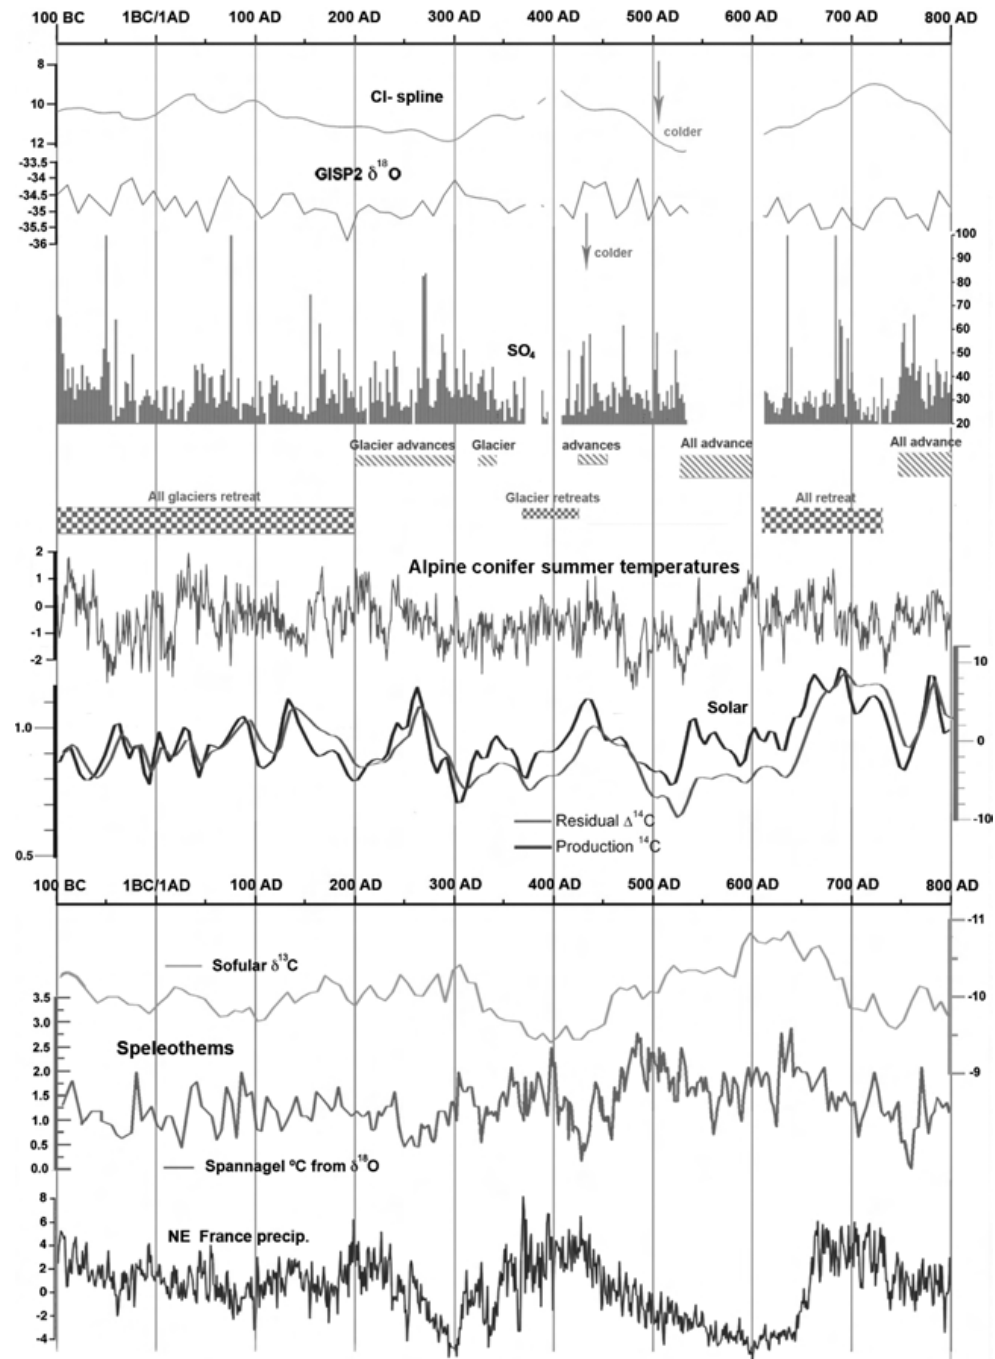 100 BC 1BC/1AD 100 AD 200 AD 300 AD 400 AD 500 AD 600 AD 700 AD 800 AD
8
10
12
Cl- spline
colder
-33.5
-34
-34.5
-35
-35.5
-36
GISP2 δ18O
colder
100
90
80
70
60
50
40
30
20
SO4
Glacier advances Glacier advances All advance All advance
All glaciers retreat Glacier retreats All retreat
2
1
0
-1
-2
Alpine conifer summer temperatures
10
0
-10
1.0
0.5
Solar
Residual Δ14C
Production 14C
100 BC 1BC/1AD 100 AD 200 AD 300 AD 400 AD 500 AD 600 AD 700 AD 800 AD
-11
-10
-9
Sofular δ13C
3.5
3.0
2.5
2.0
1.5
1.0
0.5
0.0
Speleothems
Spannagel ºC from δ18O
8
6
4
2
0
-2
-4
NE France precip.